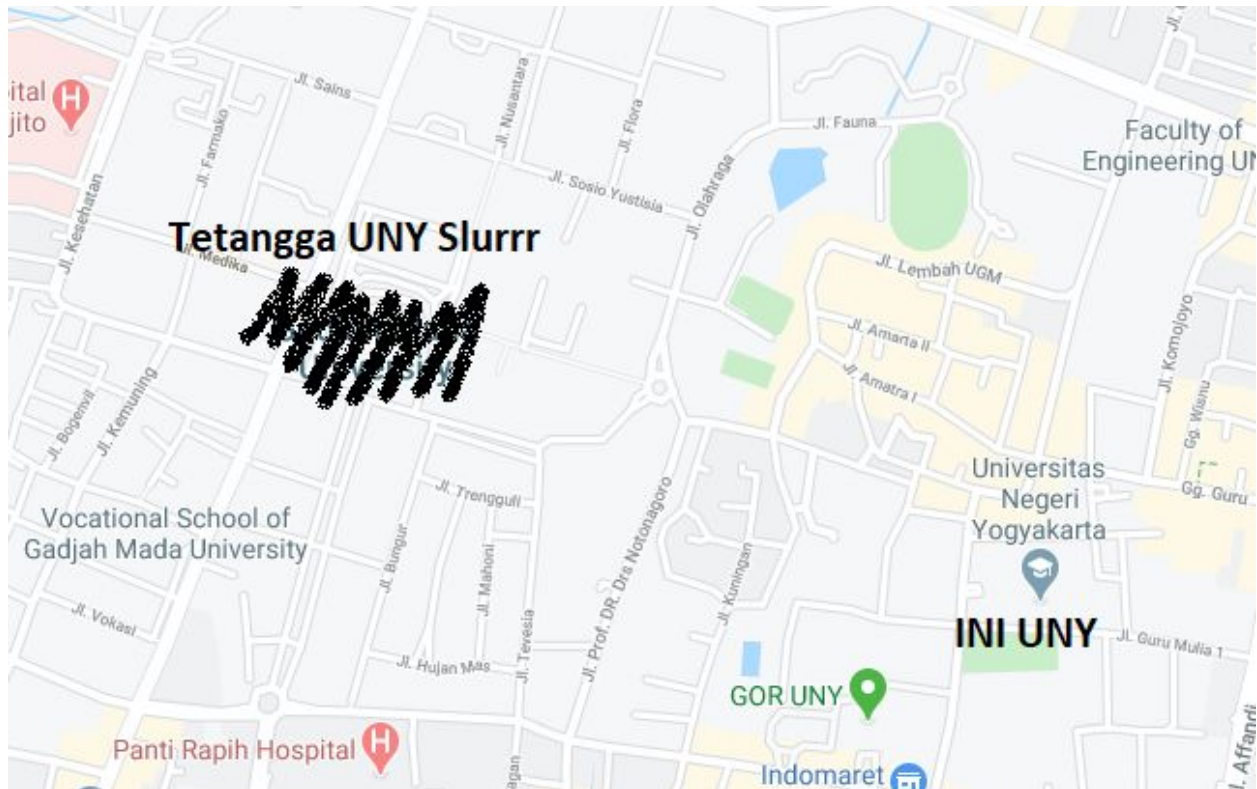 Jl. Sains
ital
jito
Jl. Nusantara
Jl. Flora
Jl. Fauna
Faculty of
Engineering UN
Jl. Farmako
Jl. Sosio Yustisia
Jl. Olahraga
Jl. Kesehatan
Tetangga UNY Slurrr
Jl. Medika
Jl. Lembah UGM
Jl. Amarta II
Jl. Komojoyo
Jl. Amatra I
Gg. Wisnu
Jl. Bogenvil
Jl. Kemuning
Universitas
Negeri
Yogyakarta
Jl. Trengguli
Gg. Guru
Vocational School of
Gadjah Mada University
Jl. Bungur
Jl. Mahoni
Jl. Prof. DR. Drs Notonagoro
Jl. Kuningan
Jl. Vokasi
Jl. Tevesia
INI UNY
Jl. Guru Mulia 1
Jl. Hujan Mas
GOR UNY
Panti Rapih Hospital
Indomaret
Jl. Affandi